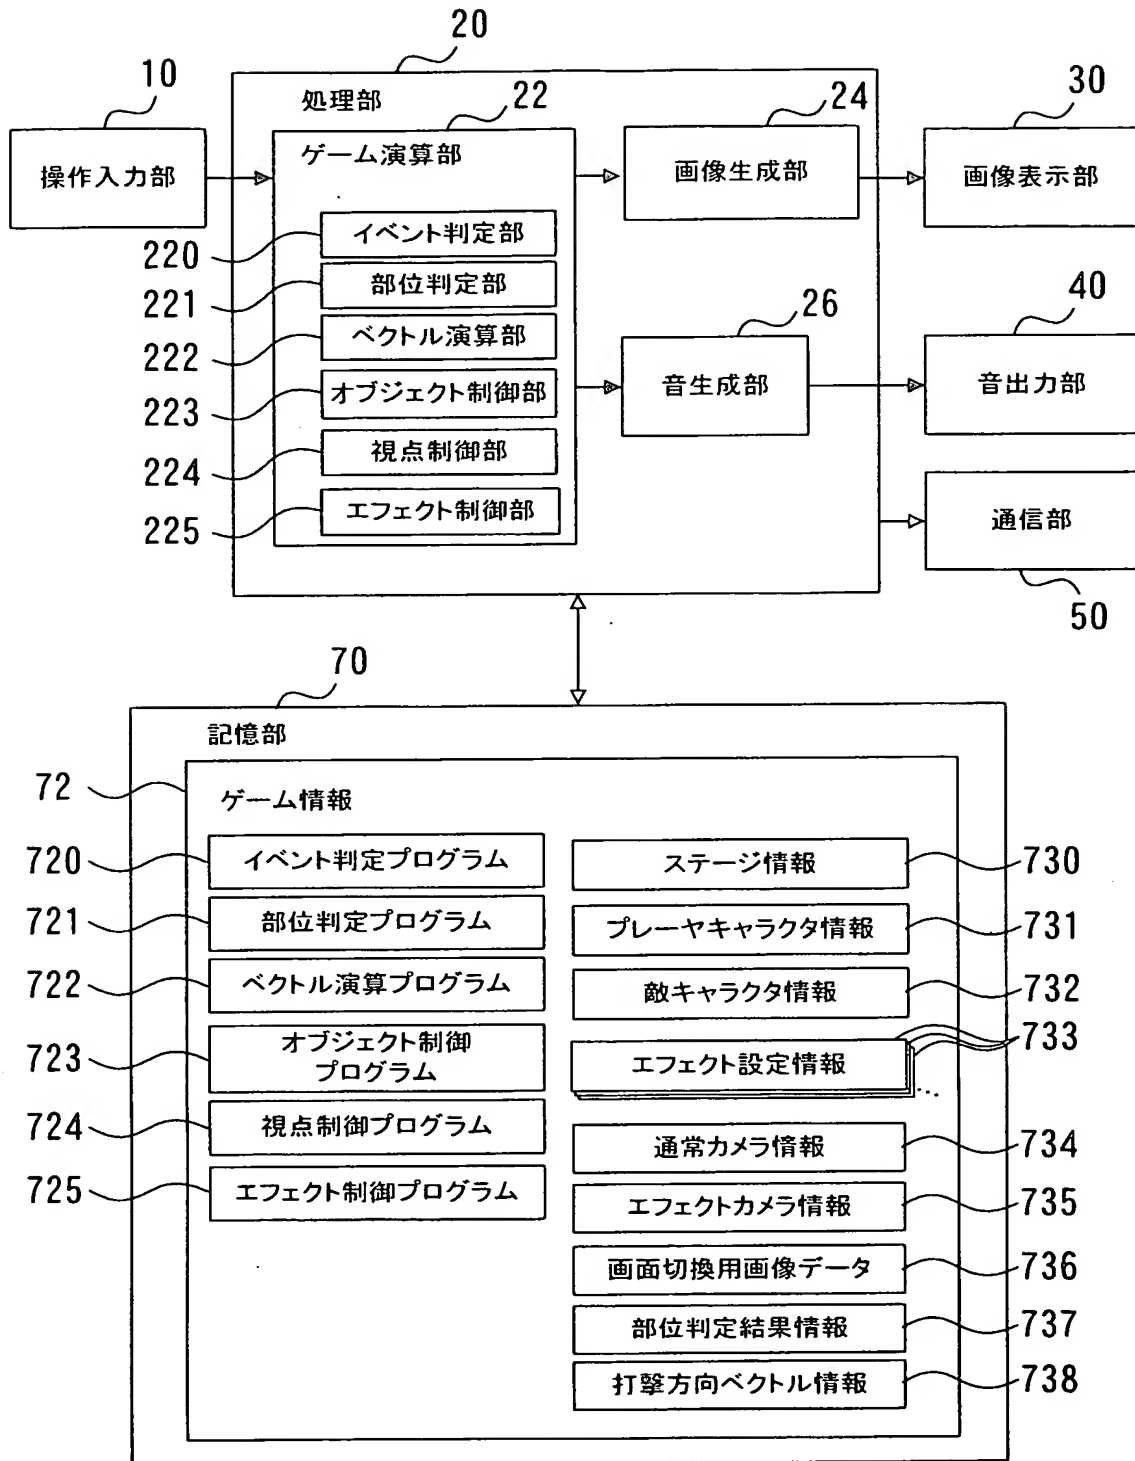 20
10
処理部
22
24
30
操作入力部
ゲーム演算部
画像生成部
画像表示部
イベント判定部
220
部位判定部
221
ベクトル演算部
222
オブジェクト制御部
223
視点制御部
224
エフェクト制御部
225
26
音生成部
40
音出力部
通信部
50
70
記憶部
72
ゲーム情報
720
イベント判定プログラム
721
部位判定プログラム
722
ベクトル演算プログラム
723
オブジェクト制御
プログラム
724
視点制御プログラム
725
エフェクト制御プログラム
ステージ情報
730
プレーヤキャラクタ情報
731
敵キャラクタ情報
732
エフェクト設定情報
733
...
通常カメラ情報
734
エフェクトカメラ情報
735
画面切換用画像データ
736
部位判定結果情報
737
打撃方向ベクトル情報
738